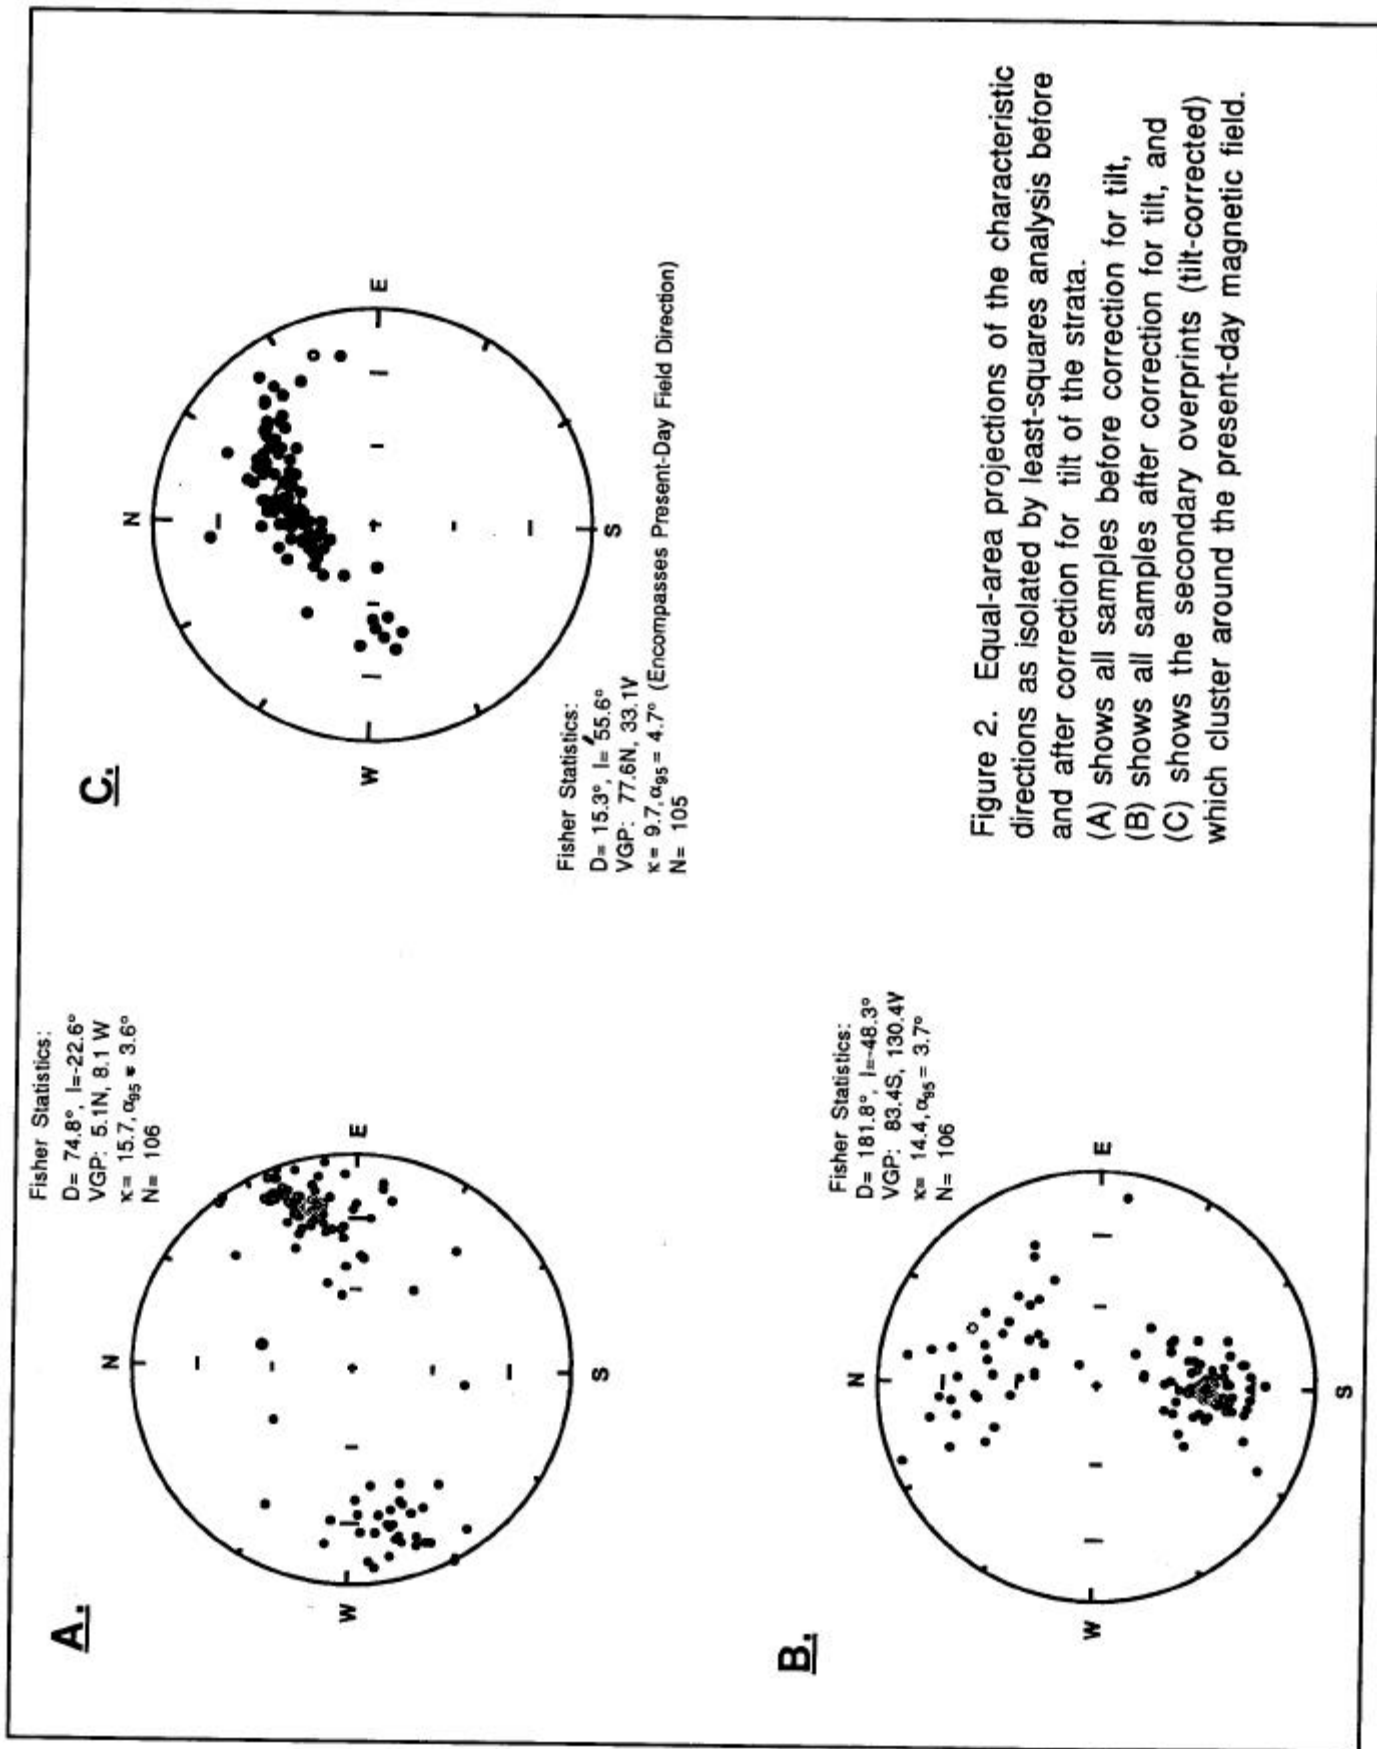 A.
Fisher Statistics:
D= 74.8°, I=-22.6°
VGP: 5.1N, 8.1 W
κ= 15.7, α95 = 3.6°
N= 106
N
E
S
W
B.
Fisher Statistics:
D= 181.8°, I=-48.3°
VGP: 83.4S, 130.4V
κ= 14.4, α95 = 3.7°
N= 106
N
E
S
W
C.
N
E
S
W
Fisher Statistics:
D= 15.3°, I= 55.6°
VGP: 77.6N, 33.1V
κ= 9.7, α95 = 4.7° (Encompasses Present-Day Field Direction)
N= 105
Figure 2. Equal-area projections of the characteristic
directions as isolated by least-squares analysis before
and after correction for tilt of the strata.
(A) shows all samples before correction for tilt,
(B) shows all samples after correction for tilt, and
(C) shows the secondary overprints (tilt-corrected)
which cluster around the present-day magnetic field.